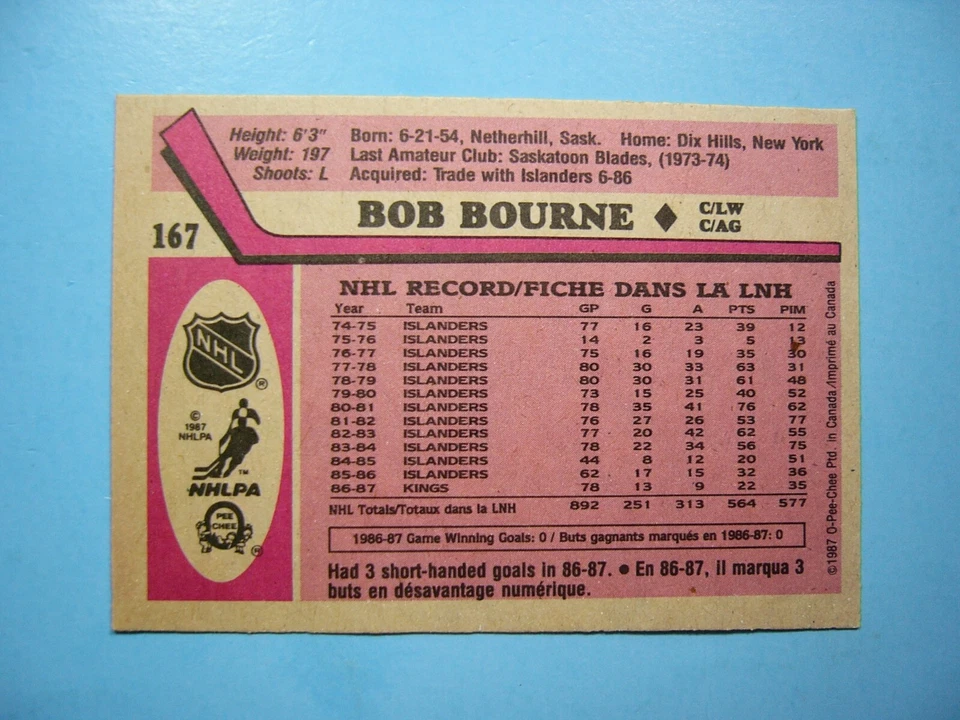 Height: 6'3" Born: 6-21-54, Netherhill, Sask. Home: Dix Hills, New York
Weight: 197 Last Amateur Club: Saskatoon Blades, (1973-74)
Shoots: L Acquired: Trade with Islanders 6-86
167
BOB BOURNE ♦ C/LW
C/AG
NHL
®
©
1987
NHLPA
TM
NHLPA
O
PEE
CHEE
®
NHL RECORD/FICHE DANS LA LNH
Year Team GP G A PTS PIM
74-75 ISLANDERS 77 16 23 39 12
75-76 ISLANDERS 14 2 3 5 13
76-77 ISLANDERS 75 16 19 35 30
77-78 ISLANDERS 80 30 33 63 31
78-79 ISLANDERS 80 30 31 61 48
79-80 ISLANDERS 73 15 25 40 52
80-81 ISLANDERS 78 35 41 76 62
81-82 ISLANDERS 76 27 26 53 77
82-83 ISLANDERS 77 20 42 62 55
83-84 ISLANDERS 78 22 34 56 75
84-85 ISLANDERS 44 8 12 20 51
85-86 ISLANDERS 62 17 15 32 36
86-87 KINGS 78 13 9 22 35
NHL Totals/Totaux dans la LNH 892 251 313 564 577
1986-87 Game Winning Goals: 0 / Buts gagnants marqués en 1986-87: 0
Had 3 short-handed goals in 86-87. ● En 86-87, il marqua 3
buts en désavantage numérique.
©1987 O-Pee-Chee Ptd. in Canada/Imprimé au Canada